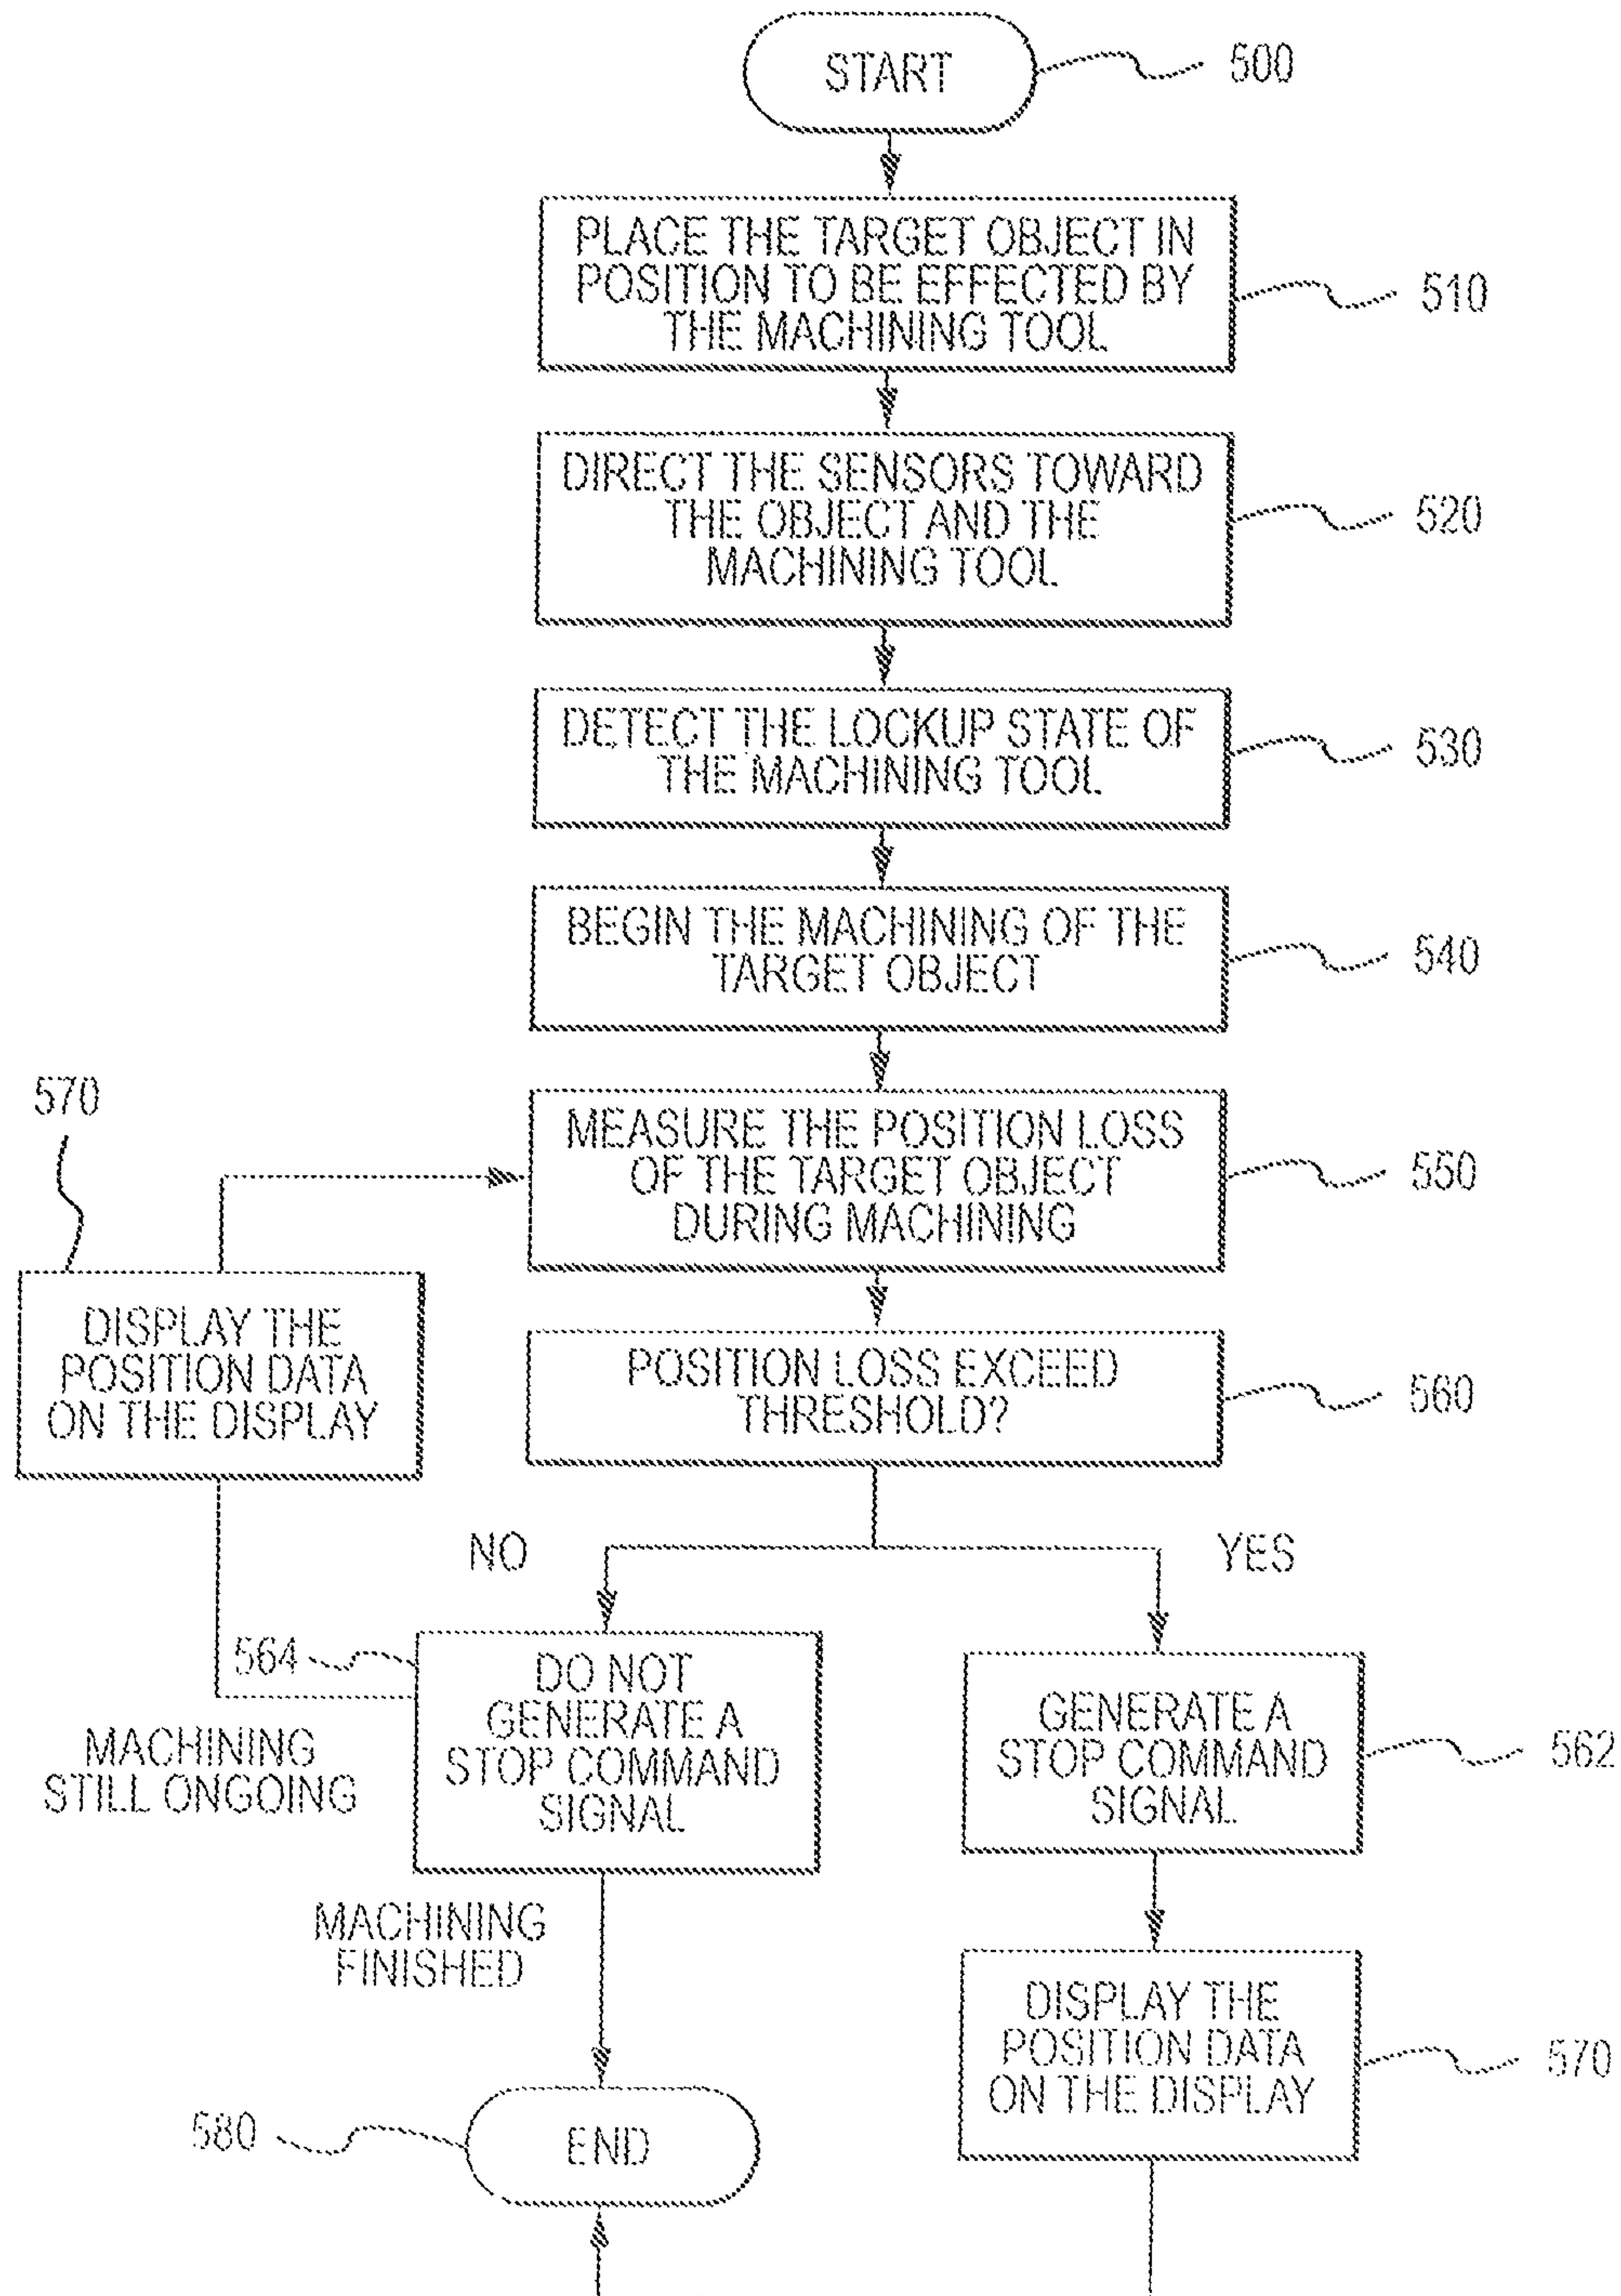 START
500
PLACE THE TARGET OBJECT IN
POSITION TO BE EFFECTED BY
THE MACHINING TOOL
510
DIRECT THE SENSORS TOWARD
THE OBJECT AND THE
MACHINING TOOL
520
DETECT THE LOCKUP STATE OF
THE MACHINING TOOL
530
BEGIN THE MACHINING OF THE
TARGET OBJECT
540
570
MEASURE THE POSITION LOSS
OF THE TARGET OBJECT
DURING MACHINING
550
DISPLAY THE
POSITION DATA
ON THE DISPLAY
POSITION LOSS EXCEED
THRESHOLD?
560
NO
YES
564
DO NOT
GENERATE A
STOP COMMAND
SIGNAL
GENERATE A
STOP COMMAND
SIGNAL
562
MACHINING
STILL ONGOING
MACHINING
FINISHED
DISPLAY THE
POSITION DATA
ON THE DISPLAY
570
580
END